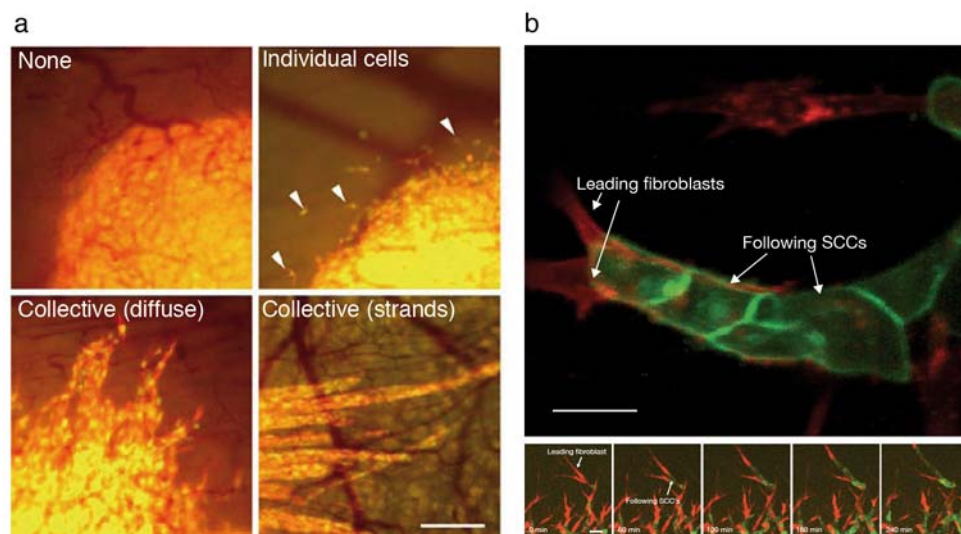 a
None
Individual cells
Collective (diffuse)
Collective (strands)
b
Leading fibroblasts
Following SCCs
Leading fibroblast
Following SCC's
0 min
60 min
120 min
180 min
240 min